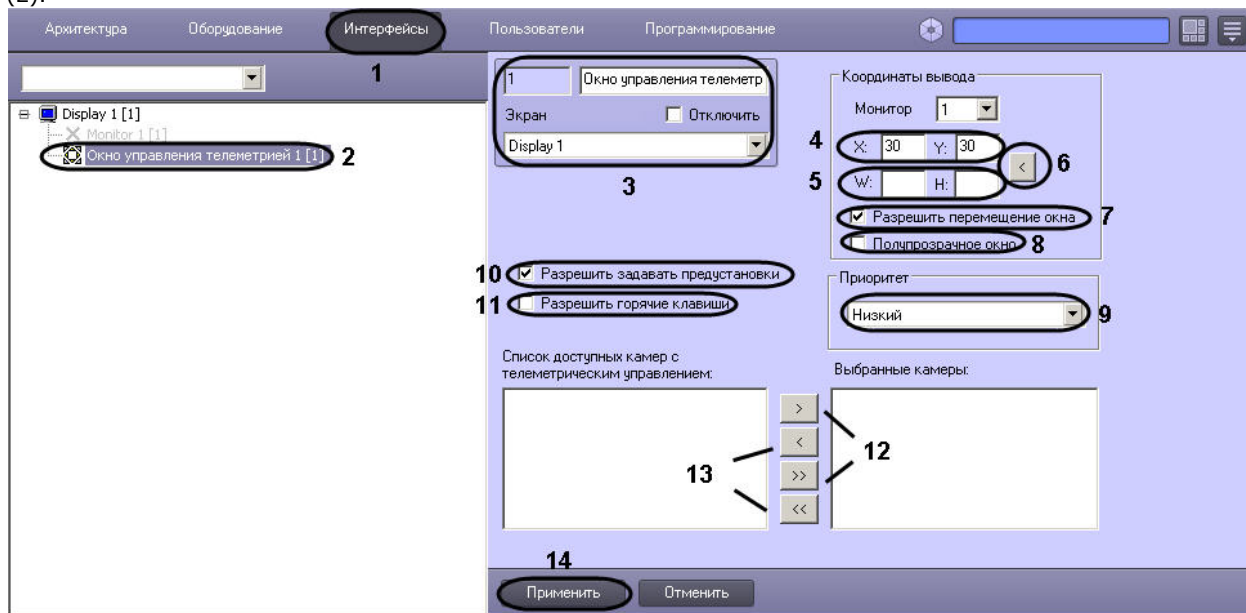 (2).
Архитектура Оборудование Интерфейсы Пользователи Программирование
1
Display 1 [1]
Monitor 1 [1]
Окно управления телеметрией 1 [1] 2
1 Окно управления телеметр
Экран Отключить
Display 1
3
Координаты вывода
Монитор 1
4 X: 30 Y: 30
< 6
5 W: H:
Разрешить перемещение окна 7
Полупрозрачное окно 8
10 Разрешить задавать предустановки
11 Разрешить горячие клавиши
Приоритет
Низкий 9
Список доступных камер с
телеметрическим управлением:
Выбранные камеры:
>
<
12
13
>>
<<
14
Применить Отменить